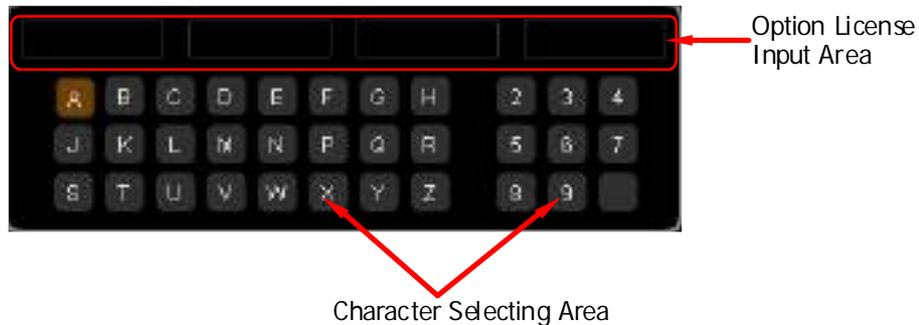 Option License
Input Area
A B C D E F G H 2 3 4
J K L M N P Q R 5 6 7
S T U V W X Y Z 8 9
Character Selecting Area